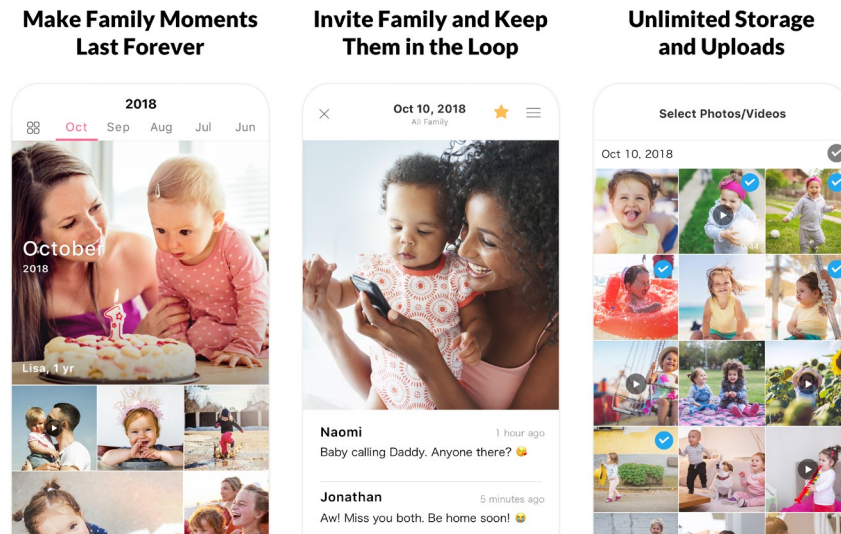 Make Family Moments
Last Forever
2018
Oct Sep Aug Jul Jun
October
2018
Lisa, 1 yr
Invite Family and Keep
Them in the Loop
Oct 10, 2018
All Family
Naomi
1 hour ago
Baby calling Daddy. Anyone there? 😘
Jonathan
5 minutes ago
Aw! Miss you both. Be home soon! 😭
Unlimited Storage
and Uploads
Select Photos/Videos
Oct 10, 2018